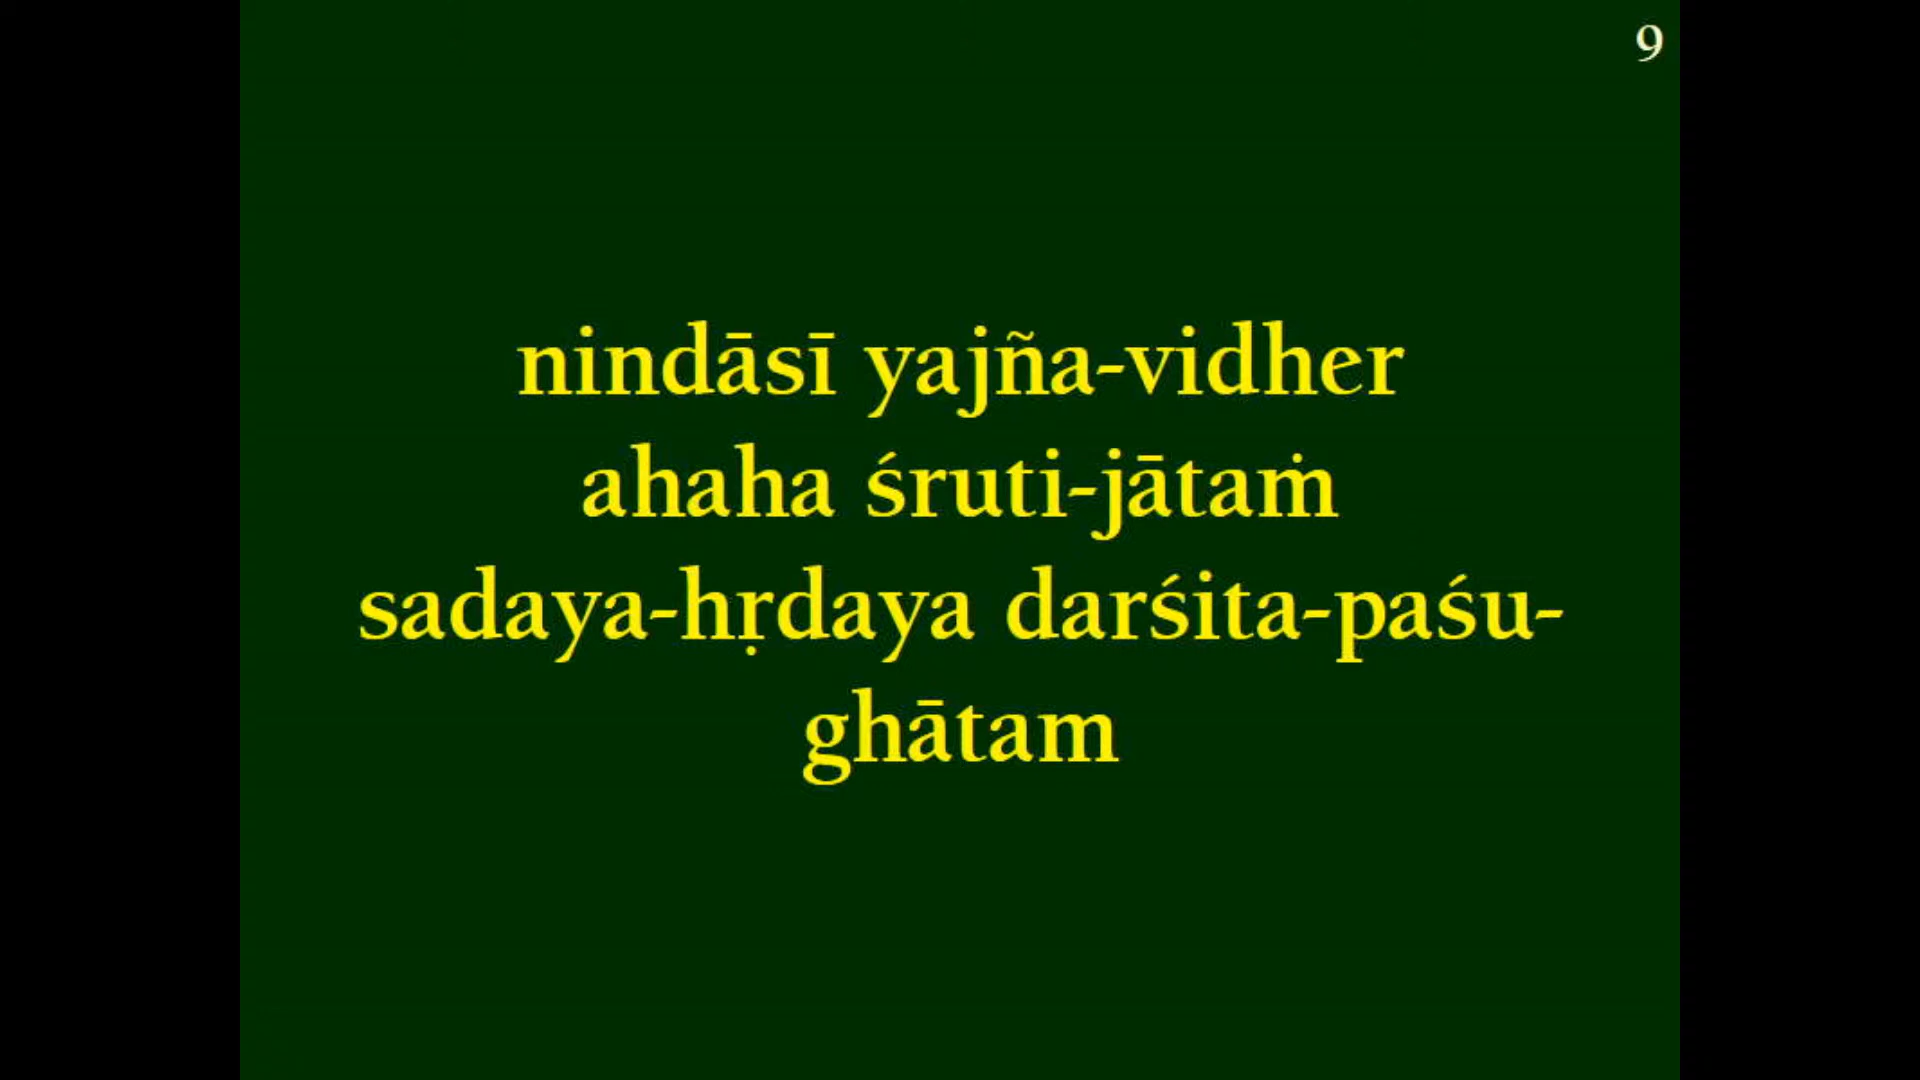 9
nindāsī yajña-vidher
ahaha śruti-jātaṁ
sadaya-hṛdaya darśita-paśu-
ghātam